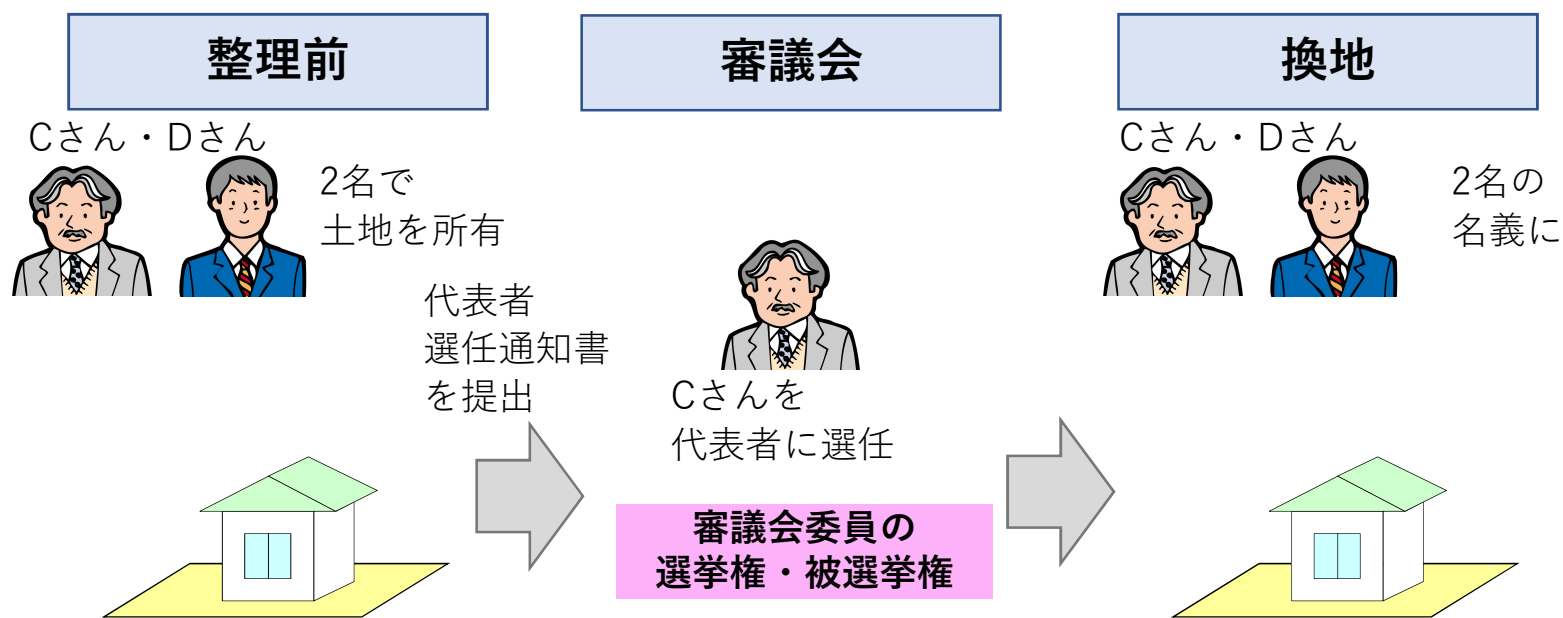 整理前
審議会
換地
Cさん・Dさん
2名で
土地を所有
代表者
選任通知書
を提出
Cさんを
代表者に選任
審議会委員の
選挙権・被選挙権
Cさん・Dさん
2名の
名義に